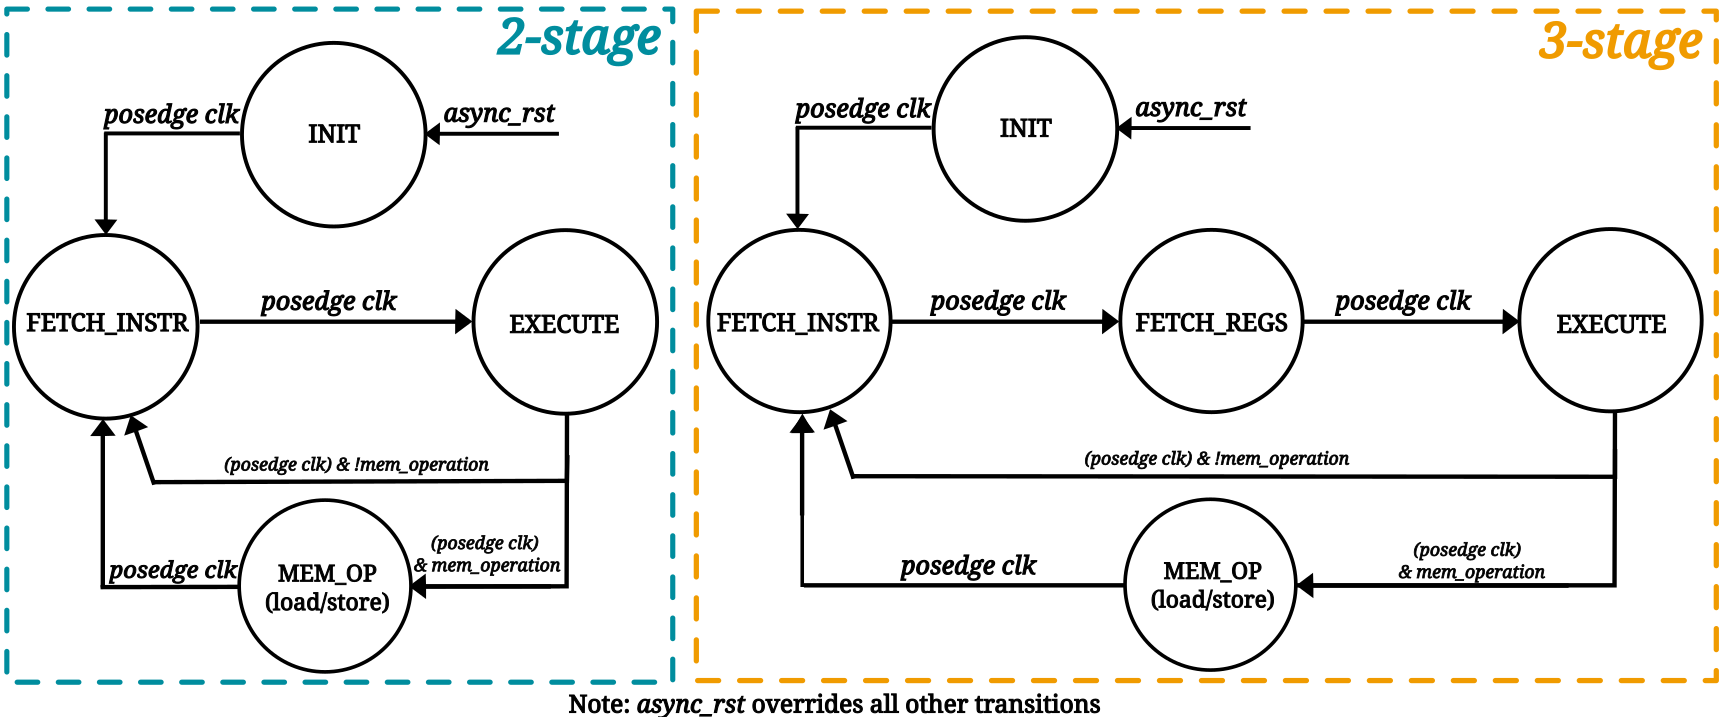 2-stage
posedge clk
INIT
async_rst
FETCH_INSTR
posedge clk
EXECUTE
(posedge clk) & !mem_operation
posedge clk
MEM_OP
(load/store)
(posedge clk)
& mem_operation
3-stage
posedge clk
INIT
async_rst
FETCH_INSTR
posedge clk
FETCH_REGS
posedge clk
EXECUTE
(posedge clk) & !mem_operation
posedge clk
MEM_OP
(load/store)
(posedge clk)
& mem_operation
Note: async_rst overrides all other transitions